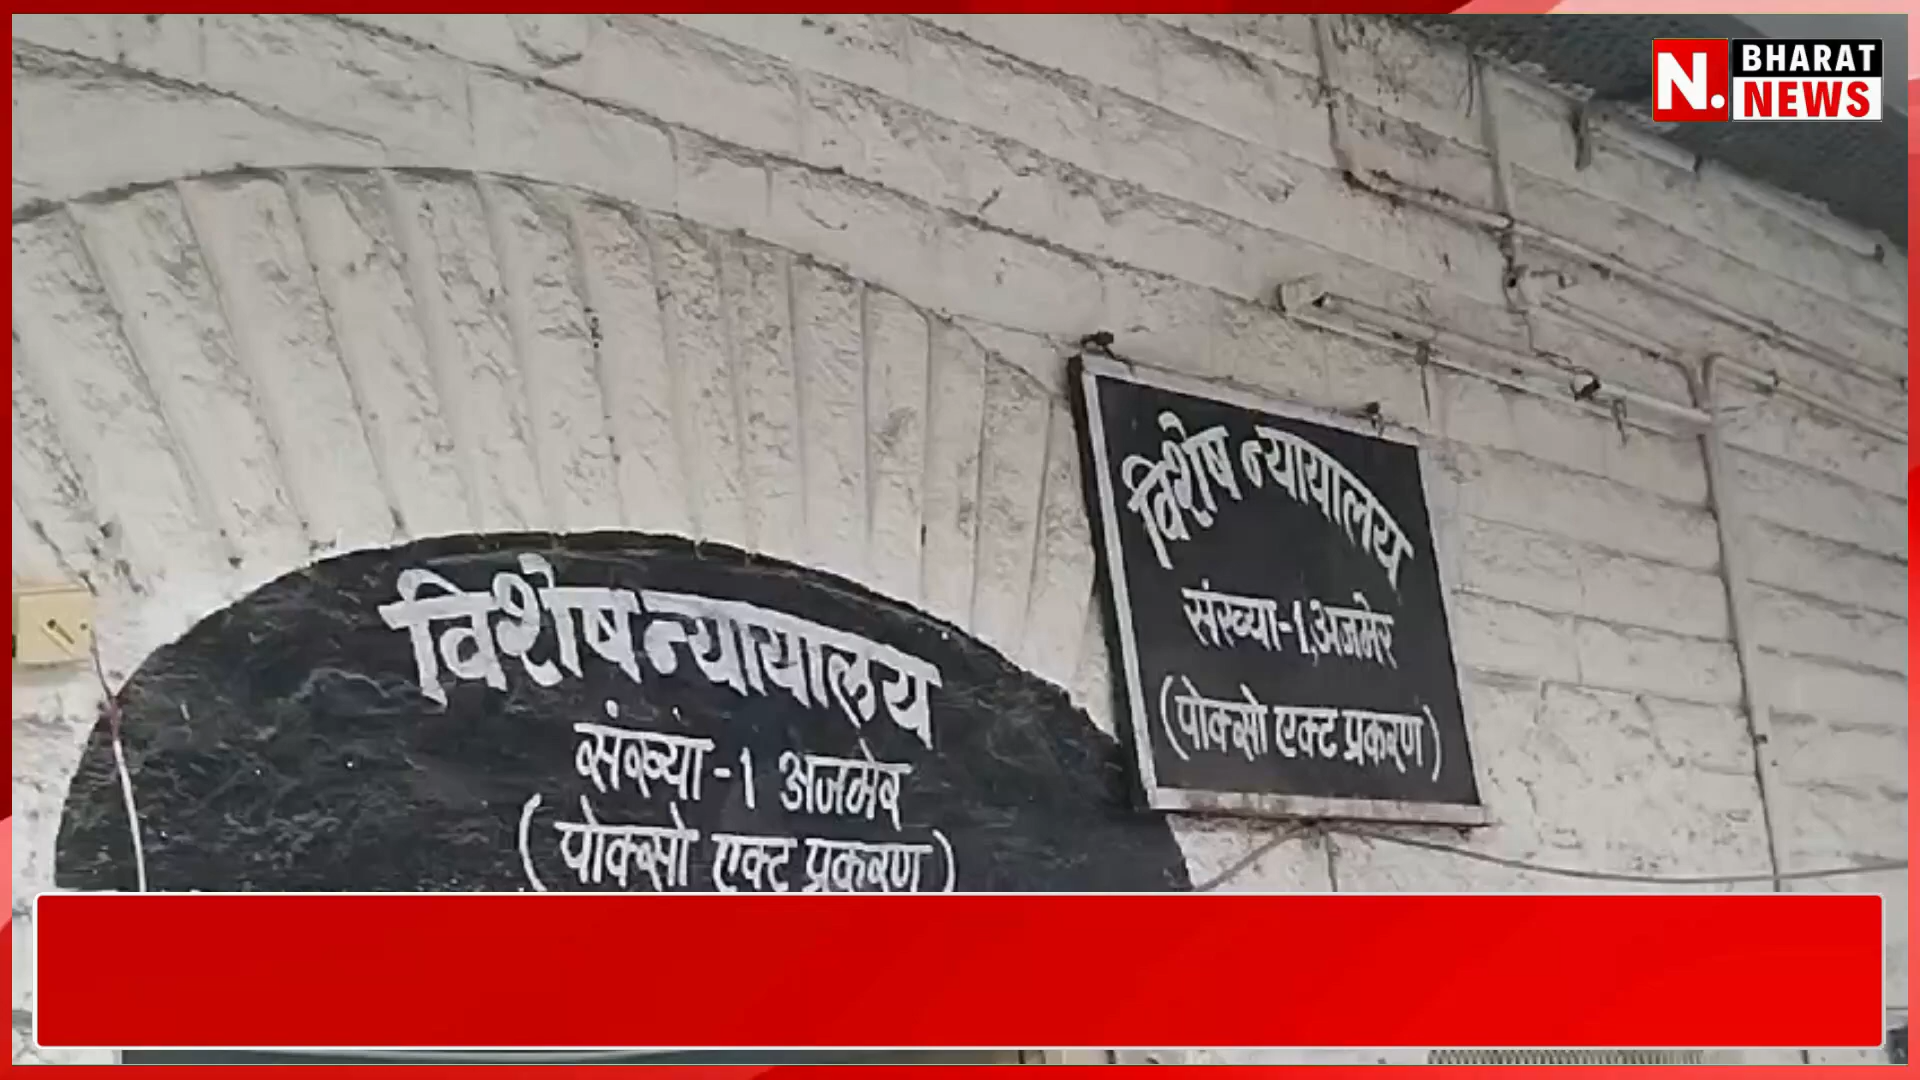 N. BHARAT
NEWS
विशेष न्यायालय
संख्या-1 अजमेर
(पोक्सो एक्ट प्रकरण)
विशेष न्यायालय
संख्या-1,अजमेर
(पोक्सो एक्ट प्रकरण)